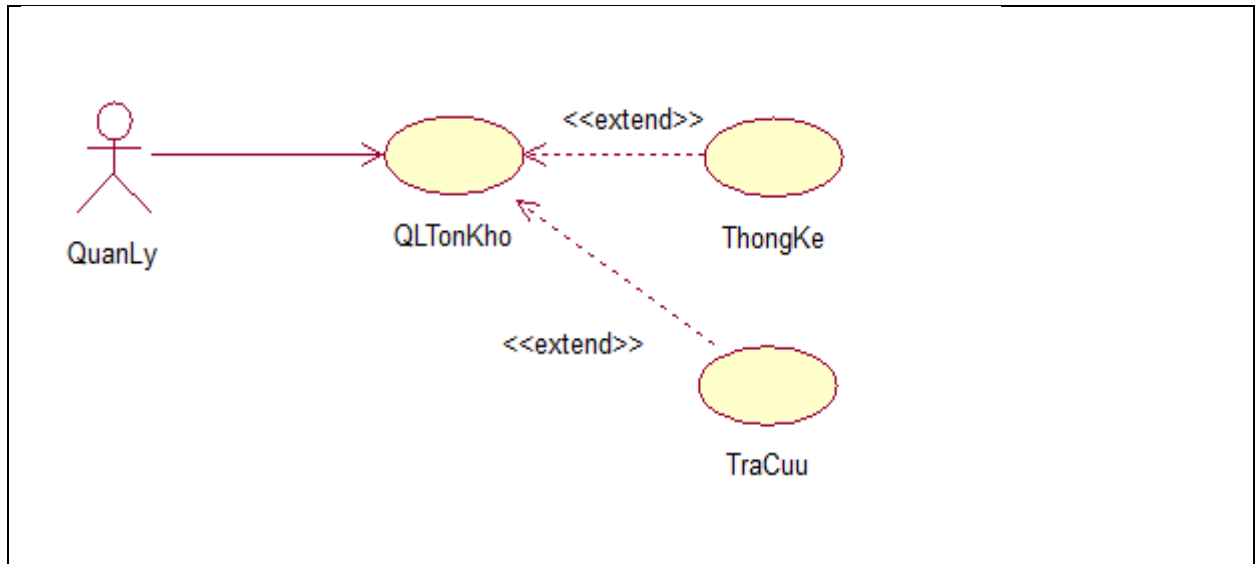 <<extend>>
QuanLy
QLTonKho
ThongKe
<<extend>>
TraCuu